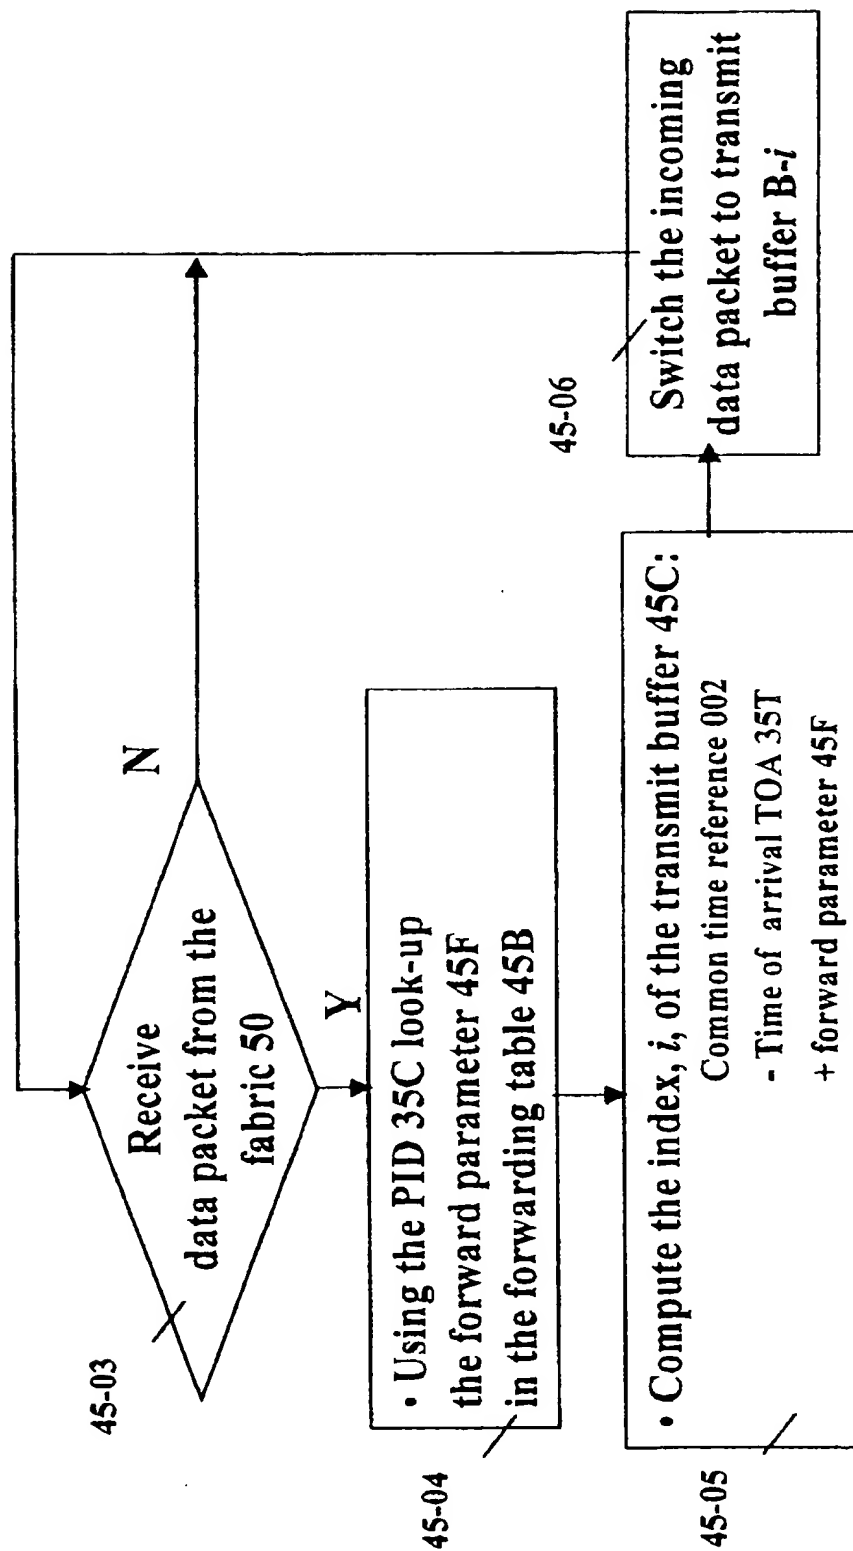 45-03
Receive
data packet from the
fabric 50
N
Y
45-04
• Using the PID 35C look-up
the forward parameter 45F
in the forwarding table 45B
45-05
• Compute the index, i, of the transmit buffer 45C:
Common time reference 002
- Time of arrival TOA 35T
+ forward parameter 45F
45-06
Switch the incoming
data packet to transmit
buffer B-i